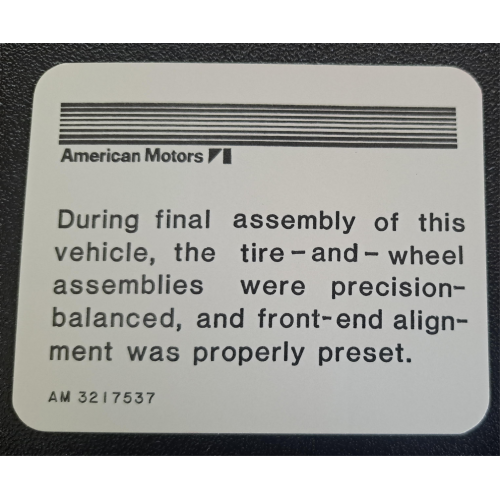 American Motors
During final assembly of this
vehicle, the tire-and-wheel
assemblies were precision-
balanced, and front-end align-
ment was properly preset.
AM 3217537